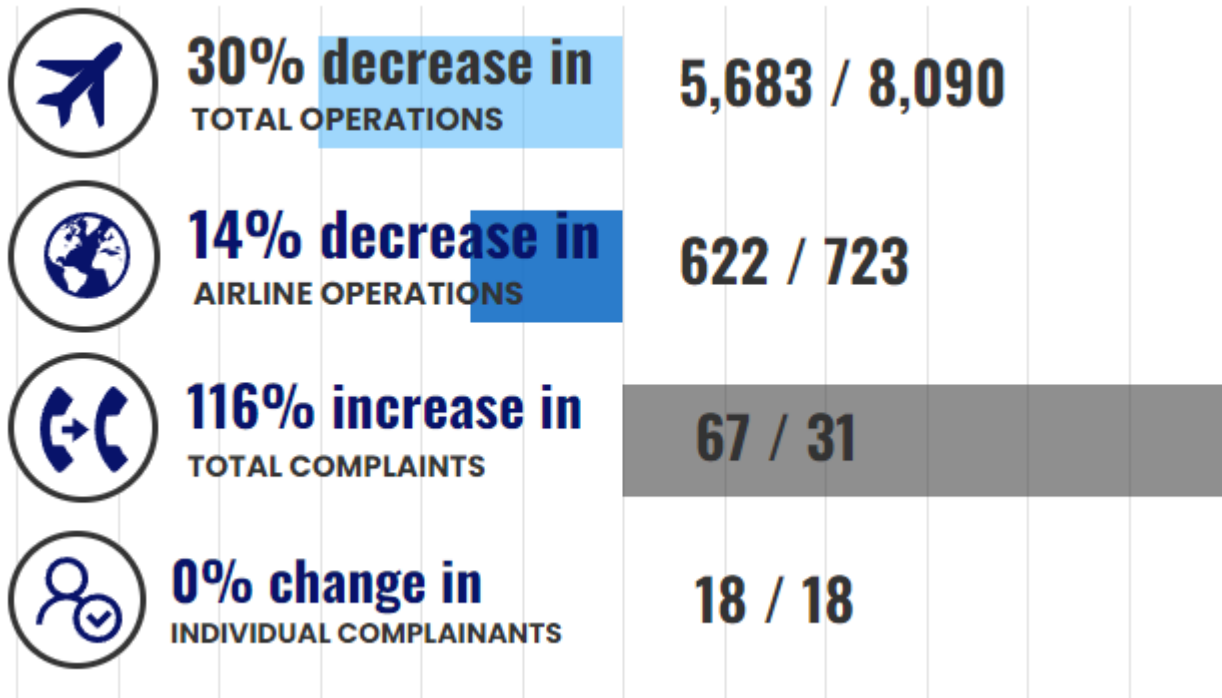 30% decrease in
TOTAL OPERATIONS
5,683 / 8,090
14% decrease in
AIRLINE OPERATIONS
622 / 723
116% increase in
TOTAL COMPLAINTS
67 / 31
0% change in
INDIVIDUAL COMPLAINANTS
18 / 18